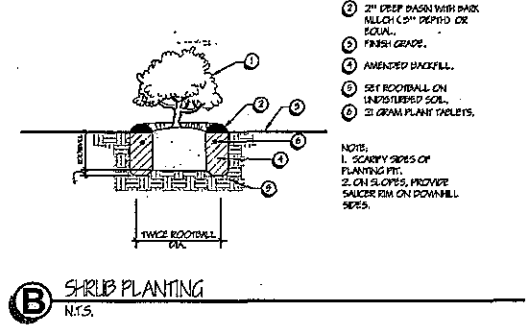 ② 2" DEEP BASIN WITH BARK
MULCH (3" DEPTH) OR
EQUAL.
③ FINISH GRADE.
④ AMENDED BACKFILL.
⑤ SET ROOTBALL ON
UNDISTURBED SOIL.
⑥ 21 GRAM PLANT TABLETS.
NOTE:
1. SCARIFY SIDES OF
PLANTING PIT.
2. ON SLOPES, PROVIDE
SAUCER RIM ON DOWNHILL
SIDES.
①
②
③
⑥
④
⑤
ROOTBALL
TWICE ROOTBALL
DIA.
B SHRUB PLANTING
N.T.S.